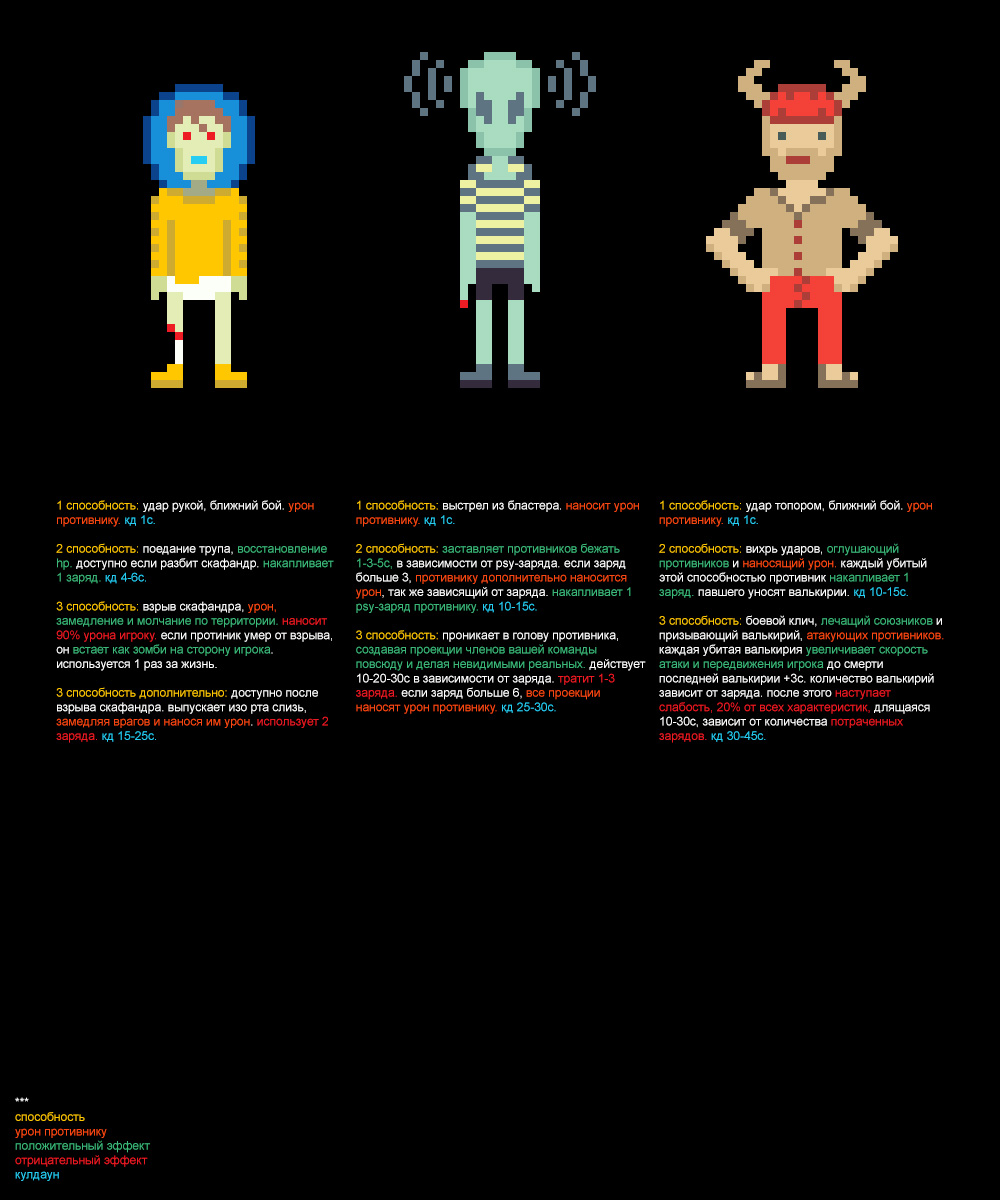 1 способность: удар рукой, ближний бой. урон
противнику. кд 1с.
2 способность: поедание трупа, восстановление
hp. доступно если разбит скафандр. накапливает
1 заряд. кд 4-6с.
3 способность: взрыв скафандра, урон,
замедление и молчание по территории. наносит
90% урона игроку. если протиник умер от взрыва,
он встает как зомби на сторону игрока.
используется 1 раз за жизнь.
3 способность дополнительно: доступно после
взрыва скафандра. выпускает изо рта слизь,
замедляя врагов и нанося им урон. использует 2
заряда. кд 15-25с.
1 способность: выстрел из бластера. наносит урон
противнику. кд 1с.
2 способность: заставляет противников бежать
1-3-5с, в зависимости от psy-заряда. если заряд
больше 3, противнику дополнительно наносится
урон, так же зависящий от заряда. накапливает 1
psy-заряд противнику. кд 10-15с.
3 способность: проникает в голову противника,
создавая проекции членов вашей команды
повсюду и делая невидимыми реальных. действует
10-20-30с в зависимости от заряда. тратит 1-3
заряда. если заряд больше 6, все проекции
наносят урон противнику. кд 25-30с.
1 способность: удар топором, ближний бой. урон
противнику. кд 1с.
2 способность: вихрь ударов, оглушающий
противников и наносящий урон. каждый убитый
этой способностью противник накапливает 1
заряд. павшего уносят валькирии. кд 10-15с.
3 способность: боевой клич, лечащий союзников и
призывающий валькирий, атакующих противников.
каждая убитая валькирия увеличивает скорость
атаки и передвижения игрока до смерти
последней валькирии +3с. количество валькирий
зависит от заряда. после этого наступает
слабость, 20% от всех характеристик, длящаяся
10-30с, зависит от количества потраченных
зарядов. кд 30-45с.
***
способность
урон противнику
положительный эффект
отрицательный эффект
кулдаун